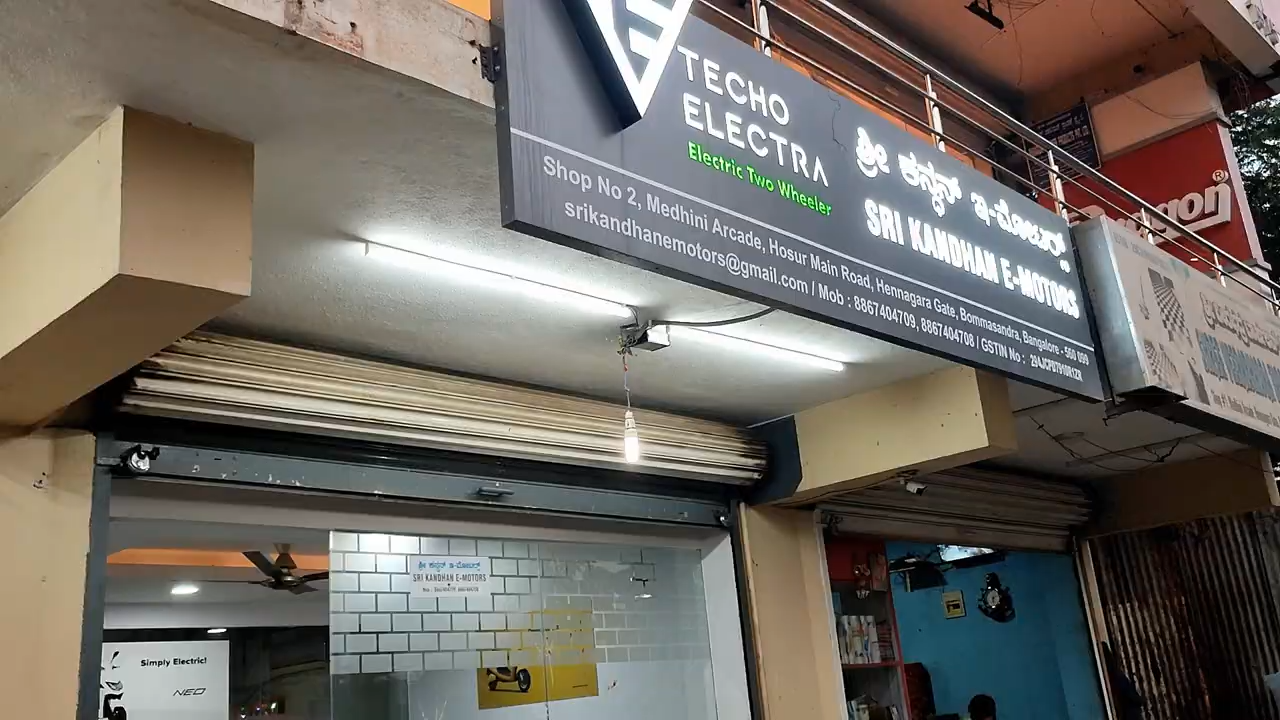 TECHO
ELECTRA
Electric Two Wheeler
ಶ್ರೀ ಕನ್ದನ್ ಇ-ಮೋಟರ್ಸ್
SRI KANDHAN E-MOTORS
Shop No 2, Medhini Arcade, Hosur Main Road, Hennagara Gate, Bommasandra, Bangalore - 560 099
srikandhanemotors@gmail.com / Mob : 8867404709, 8867404708 / GSTIN No :
SRI KANDHAN E-MOTORS
Simply Electric!
NEO